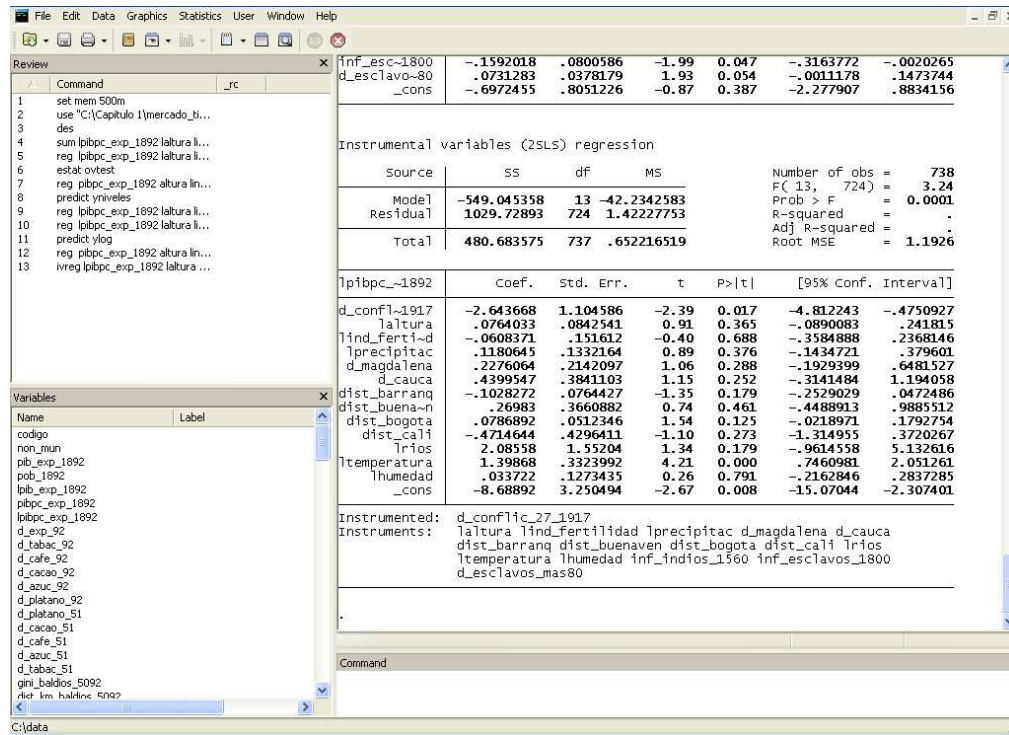 File Edit Data Graphics Statistics User Window Help
Review
Command _rc
1 set mem 500m
2 use "C:\Capitulo 1\mercado_ti...
3 des
4 sum lpibpc_exp_1892 laltura li...
5 reg lpibpc_exp_1892 laltura li...
6 estat ovtest
7 reg pibpc_exp_1892 altura lin...
8 predict yniveles
9 reg lpibpc_exp_1892 laltura li...
10 reg lpibpc_exp_1892 laltura li...
11 predict ylog
12 reg pibpc_exp_1892 altura lin...
13 ivreg lpibpc_exp_1892 laltura ...
Variables
Name Label
codigo
non_mun
pib_exp_1892
pob_1892
lpib_exp_1892
pibpc_exp_1892
lpibpc_exp_1892
d_exp_92
d_tabac_92
d_cafe_92
d_cacao_92
d_azuc_92
d_platano_92
d_platano_51
d_cacao_51
d_cafe_51
d_azuc_51
d_tabac_51
gini_baldios_5092
dist_km_baldios_5092
inf_esc~1800 -.1592018 .0800586 -1.99 0.047 -.3163772 -.0020265
d_esclavo~80 .0731283 .0378179 1.93 0.054 -.0011178 .1473744
_cons -.6972455 .8051226 -0.87 0.387 -2.277907 .8834156
Instrumental variables (2SLS) regression
Source SS df MS Number of obs = 738
F( 13, 724) = 3.24
Model -549.045358 13 -42.2342583 Prob > F = 0.0001
Residual 1029.72893 724 1.42227753 R-squared = .
Adj R-squared = .
Total 480.683575 737 .652216519 Root MSE = 1.1926
lpibpc_~1892 Coef. Std. Err. t P>|t| [95% Conf. Interval]
d_confl~1917 -2.643668 1.104586 -2.39 0.017 -4.812243 -.4750927
laltura .0764033 .0842541 0.91 0.365 -.0890083 .241815
lind_ferti~d -.0608371 .151612 -0.40 0.688 -.3584888 .2368146
lprecipitac .1180645 .1332164 0.89 0.376 -.1434721 .379601
d_magdalena .2276064 .2142097 1.06 0.288 -.1929399 .6481527
d_cauca .4399547 .3841103 1.15 0.252 -.3141484 1.194058
dist_barranq -.1028272 .0764427 -1.35 0.179 -.2529029 .0472486
dist_buena~n .26983 .3660882 0.74 0.461 -.4488913 .9885512
dist_bogota .0786892 .0512346 1.54 0.125 -.0218971 .1792754
dist_cali -.4714644 .4296411 -1.10 0.273 -1.314955 .3720267
lrios 2.08558 1.55204 1.34 0.179 -.9614558 5.132616
ltemperatura 1.39868 .3323992 4.21 0.000 .7460981 2.051261
lhumedad .033722 .1273435 0.26 0.791 -.2162846 .2837285
_cons -8.68892 3.250494 -2.67 0.008 -15.07044 -2.307401
Instrumented: d_conflic_27_1917
Instruments: laltura lind_fertilidad lprecipitac d_magdalena d_cauca
dist_barranq dist_buenaven dist_bogota dist_cali lrios
ltemperatura lhumedad inf_indios_1560 inf_esclavos_1800
d_esclavos_mas80
.
Command
C:\data